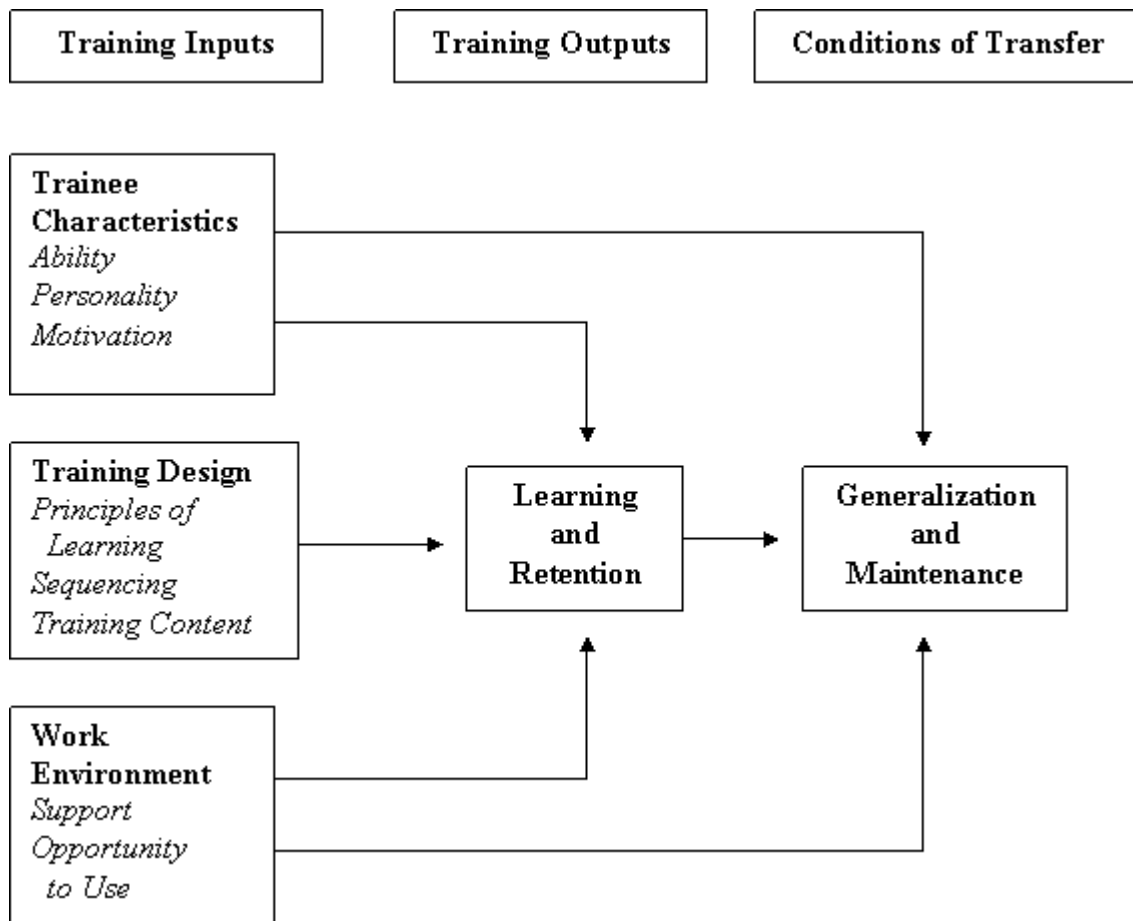 Training Inputs
Training Outputs
Conditions of Transfer
Trainee
Characteristics
Ability
Personality
Motivation
Training Design
Principles of
Learning
Sequencing
Training Content
Learning
and
Retention
Generalization
and
Maintenance
Work
Environment
Support
Opportunity
to Use